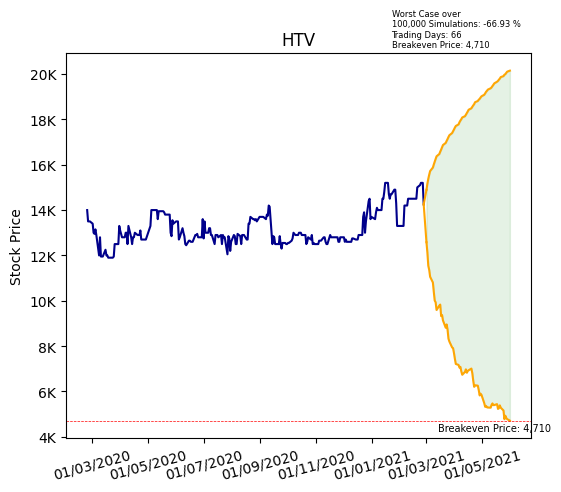 Worst Case over
100,000 Simulations: -66.93 %
Trading Days: 66
Breakeven Price: 4,710
HTV
Stock Price
20K
18K
16K
14K
12K
10K
8K
6K
4K
Breakeven Price: 4,710
01/03/2020
01/05/2020
01/07/2020
01/09/2020
01/11/2020
01/01/2021
01/03/2021
01/05/2021